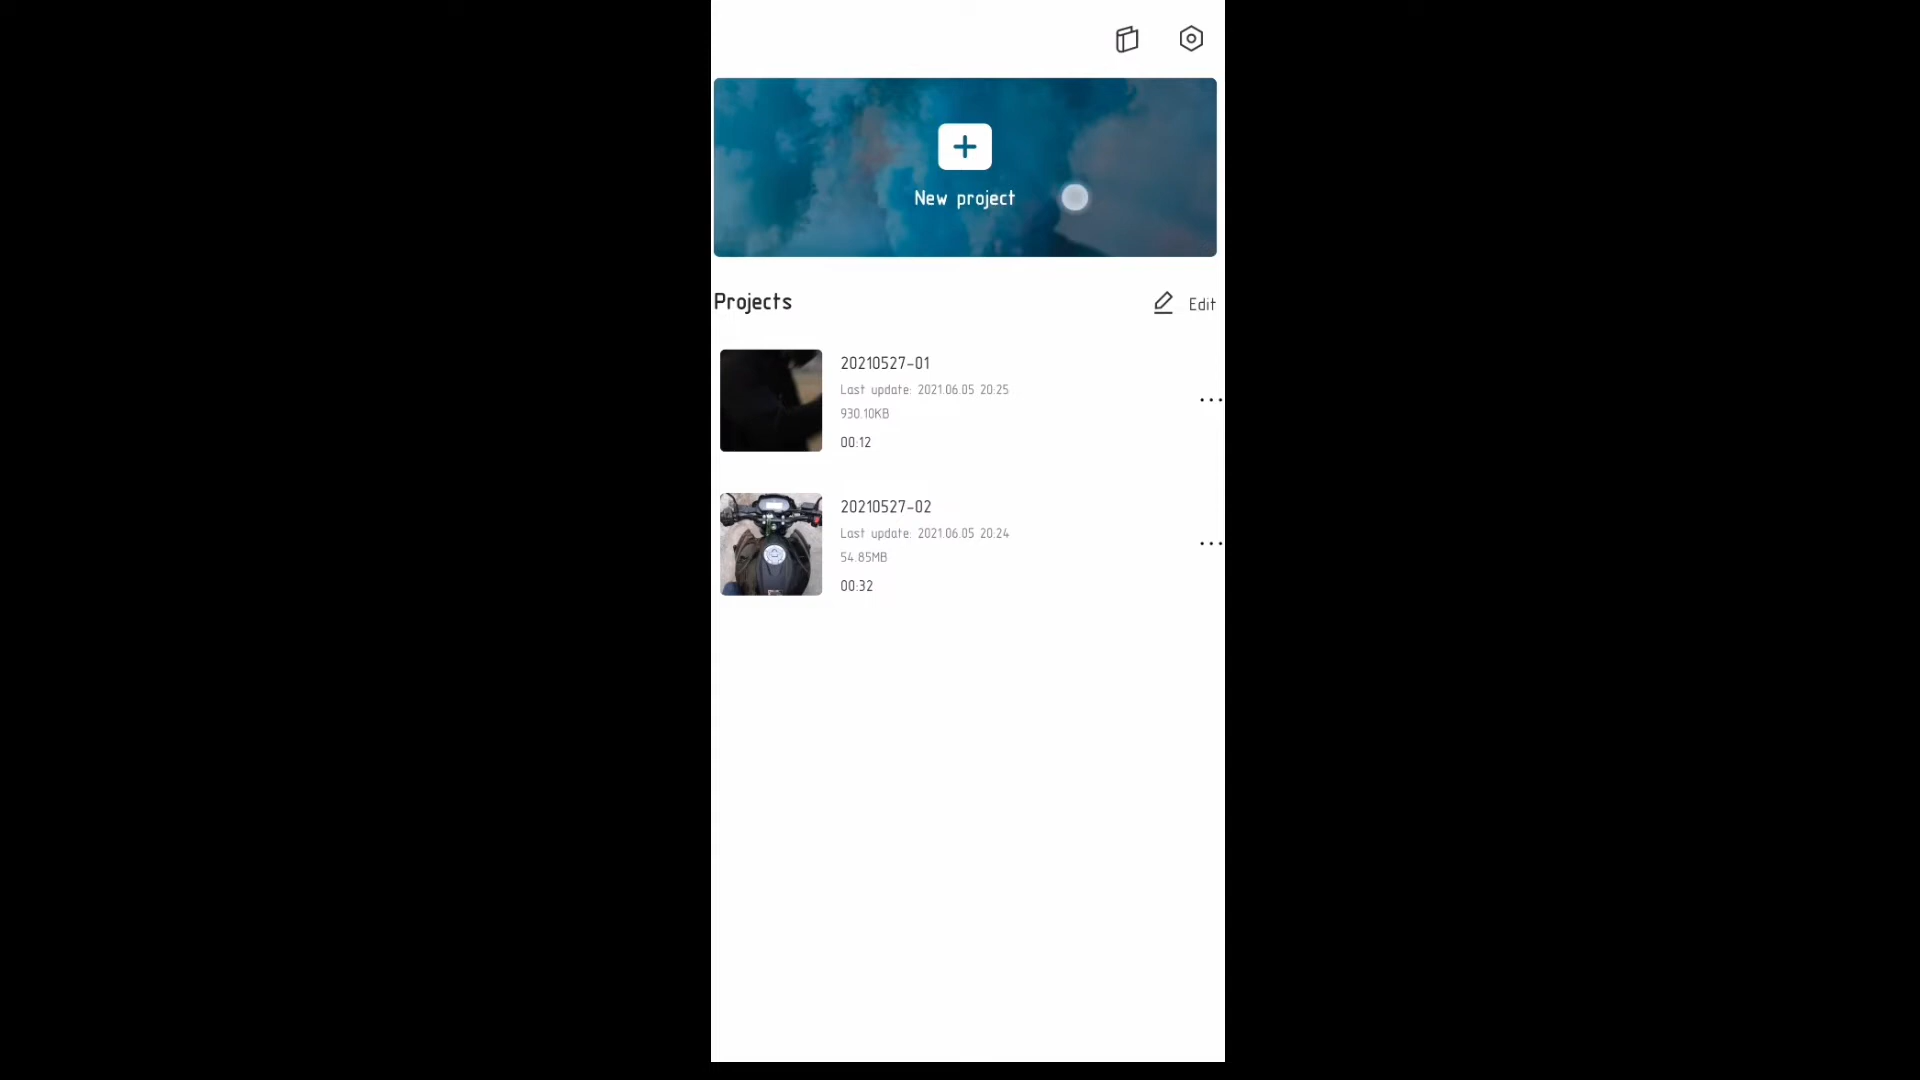 New project
Projects
Edit
20210527-01
Last update: 2021.06.05 20:25
930.10KB
00:12
20210527-02
Last update: 2021.06.05 20:24
54.85MB
00:32